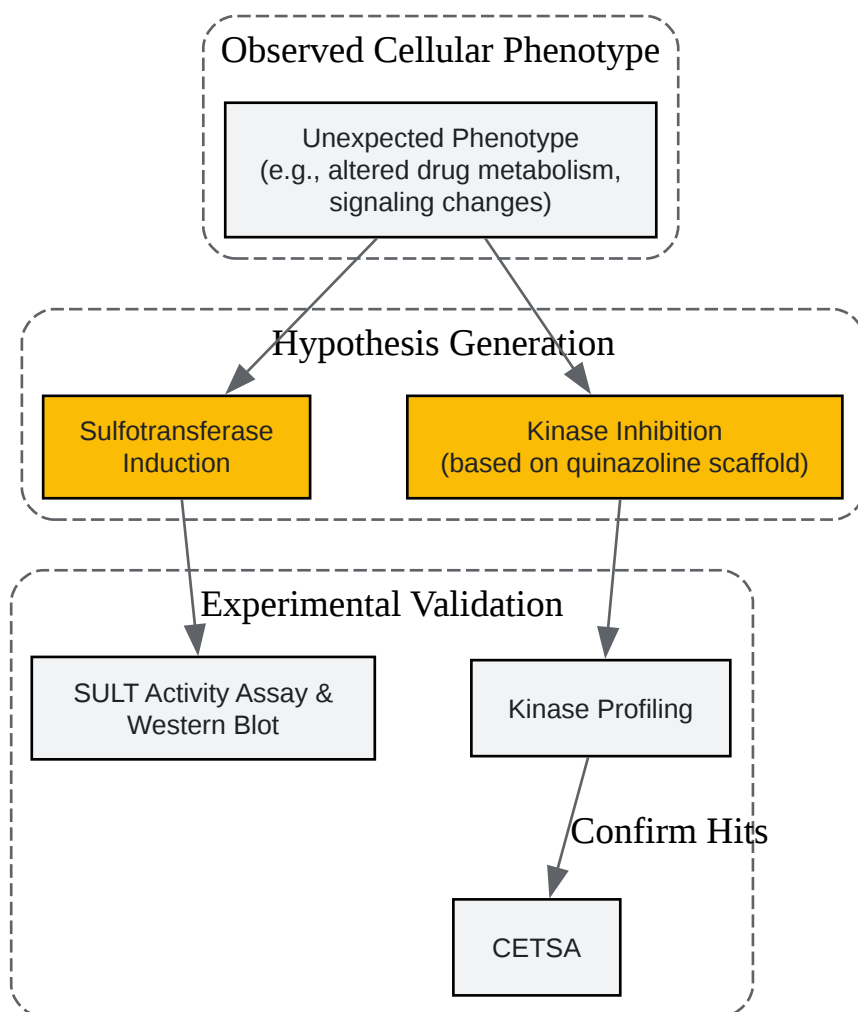 Observed Cellular Phenotype
Unexpected Phenotype
(e.g., altered drug metabolism,
signaling changes)
Hypothesis Generation
Sulfotransferase
Induction
Kinase Inhibition
(based on quinazoline scaffold)
Experimental Validation
SULT Activity Assay &
Western Blot
Kinase Profiling
Confirm Hits
CETSA